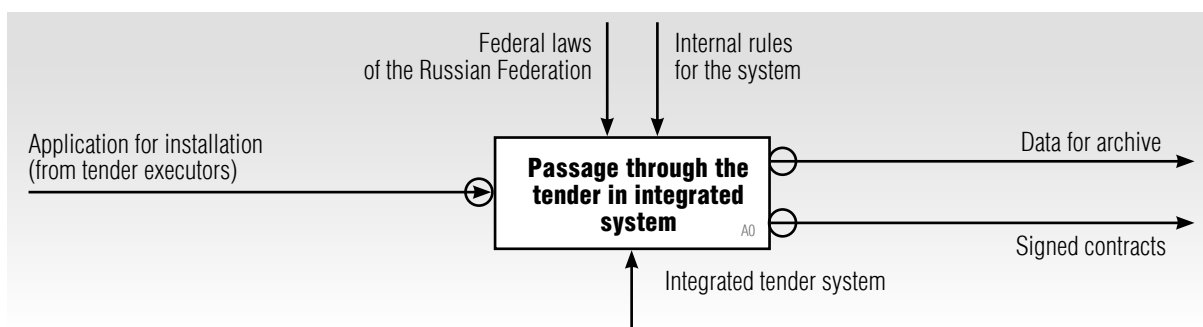 Federal laws
of the Russian Federation
Internal rules
for the system
Application for installation
(from tender executors)
Passage through the
tender in integrated
system
A0
Data for archive
Signed contracts
Integrated tender system